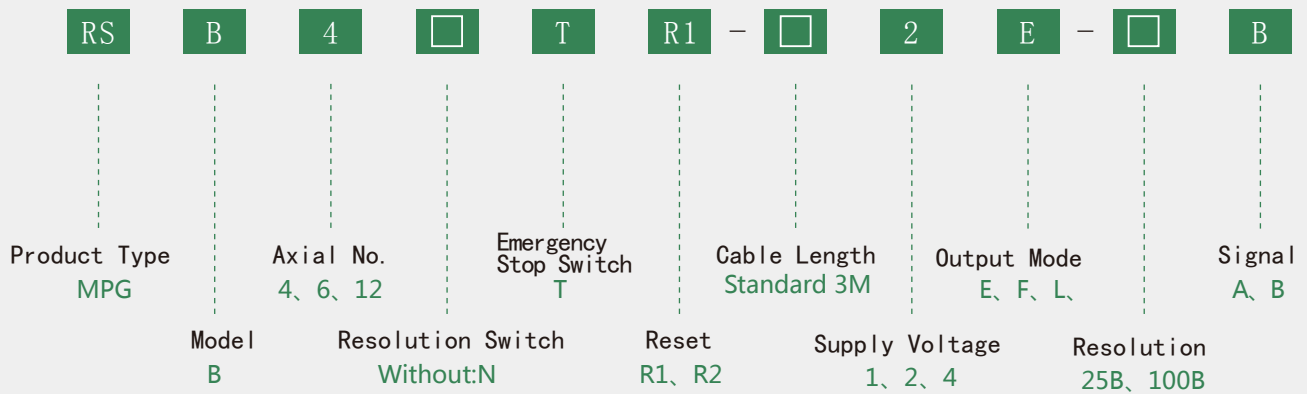 RS B 4 □ T R1 - □ 2 E - □ B
Product Type
MPG
Axial No.
4、6、12
Emergency
Stop Switch
T
Cable Length
Standard 3M
Output Mode
E、F、L、
Signal
A、B
Model
B
Resolution Switch
Without:N
Reset
R1、R2
Supply Voltage
1、2、4
Resolution
25B、100B